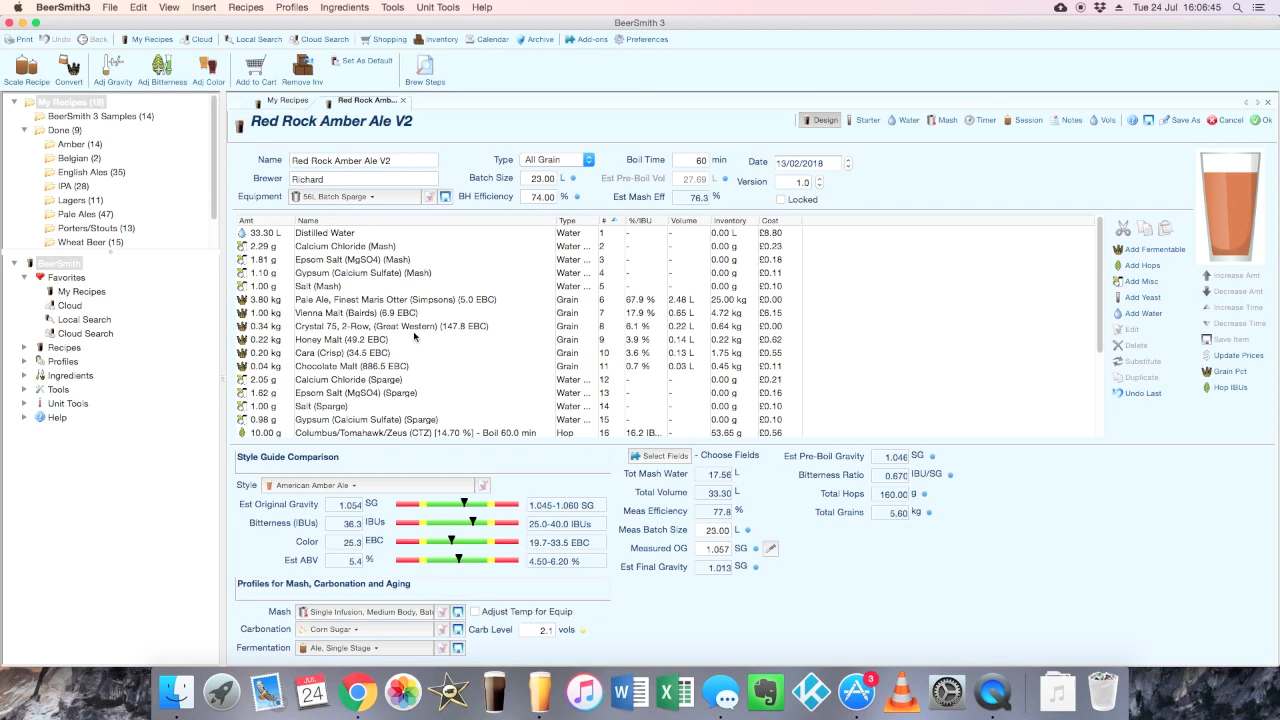 BeerSmith3 File Edit View Insert Recipes Profiles Ingredients Tools Unit Tools Help Tue 24 Jul 16:06:45
BeerSmith 3
Print Undo Back My Recipes Cloud Local Search Cloud Search Shopping Inventory Calendar Archive Add-ons Preferences
Set As Default
Scale Recipe Convert Adj Gravity Adj Bitterness Adj Color Add to Cart Remove Inv Brew Steps
My Recipes (18)
BeerSmith 3 Samples (14)
Done (9)
Amber (14)
Belgian (2)
English Ales (35)
IPA (28)
Lagers (11)
Pale Ales (47)
Porters/Stouts (13)
Wheat Beer (15)
BeerSmith
Favorites
My Recipes
Cloud
Local Search
Cloud Search
Recipes
Profiles
Ingredients
Tools
Unit Tools
Help
My Recipes Red Rock Amb...
Red Rock Amber Ale V2
Design Starter Water Mash Timer Session Notes Vols Save As Cancel Ok
Name Red Rock Amber Ale V2 Type All Grain Boil Time 60 min Date 13/02/2018
Brewer Richard Batch Size 23.00 L Est Pre-Boil Vol 27.69 L Version 1.0
Equipment 56L Batch Sparge BH Efficiency 74.00 % Est Mash Eff 76.3 % Locked
Amt Name Type # %/IBU Volume Inventory Cost
33.30 L Distilled Water Water 1 - - 0.00 L £8.80
2.29 g Calcium Chloride (Mash) Water ... 2 - - 0.00 g £0.23
1.81 g Epsom Salt (MgSO4) (Mash) Water ... 3 - - 0.00 g £0.18
1.10 g Gypsum (Calcium Sulfate) (Mash) Water ... 4 - - 0.00 g £0.11
1.00 g Salt (Mash) Water ... 5 - - 0.00 g £0.10
3.80 kg Pale Ale, Finest Maris Otter (Simpsons) (5.0 EBC) Grain 6 67.9 % 2.48 L 25.00 kg £0.00
1.00 kg Vienna Malt (Bairds) (6.9 EBC) Grain 7 17.9 % 0.65 L 4.72 kg £6.15
0.34 kg Crystal 75, 2-Row, (Great Western) (147.8 EBC) Grain 8 6.1 % 0.22 L 0.64 kg £0.00
0.22 kg Honey Malt (49.2 EBC) Grain 9 3.9 % 0.14 L 0.22 kg £0.62
0.20 kg Cara (Crisp) (34.5 EBC) Grain 10 3.6 % 0.13 L 1.75 kg £0.55
0.04 kg Chocolate Malt (886.5 EBC) Grain 11 0.7 % 0.03 L 0.45 kg £0.11
2.05 g Calcium Chloride (Sparge) Water ... 12 - - 0.00 g £0.21
1.62 g Epsom Salt (MgSO4) (Sparge) Water ... 13 - - 0.00 g £0.16
1.00 g Salt (Sparge) Water ... 14 - - 0.00 g £0.10
0.98 g Gypsum (Calcium Sulfate) (Sparge) Water ... 15 - - 0.00 g £0.10
10.00 g Columbus/Tomahawk/Zeus (CTZ) [14.70 %] - Boil 60.0 min Hop 16 16.2 IB... - 53.65 g £0.56
Add Fermentable
Add Hops
Add Misc
Add Yeast
Add Water
Edit
Delete
Substitute
Duplicate
Undo Last
Increase Amt
Decrease Amt
Increase Time
Decrease Time
Save Item
Update Prices
Grain Pct
Hop IBUs
Style Guide Comparison
Style American Ale Amber
Est Original Gravity 1.054 SG 1.045-1.060 SG
Bitterness (IBUs) 36.3 IBUs 25.0-40.0 IBUs
Color 25.3 EBC 19.7-33.5 EBC
Est ABV 5.4 % 4.50-6.20 %
Select Fields - Choose Fields
Tot Mash Water 17.56 L
Total Volume 33.30 L
Meas Efficiency 77.8 %
Meas Batch Size 23.00 L
Measured OG 1.057 SG
Est Final Gravity 1.013 SG
Est Pre-Boil Gravity 1.046 SG
Bitterness Ratio 0.670 IBU/SG
Total Hops 160.00 g
Total Grains 5.60 kg
Profiles for Mash, Carbonation and Aging
Mash Single Infusion, Medium Body, Batc Adjust Temp for Equip
Carbonation Corn Sugar Carb Level 2.1 vols
Fermentation Ale, Single Stage
JUL
24
3